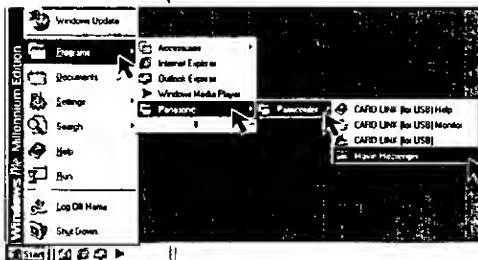 Windows Me Millennium Edition
Windows Update
Programs
Documents
Settings
Search
Help
Run
Log Off Hama
Shut Down
Start
Accessories
Internet Explorer
Outlook Express
Windows Media Player
Panasonic
CARD LINK [for USB] Help
CARD LINK [for USB] Monitor
CARD LINK [for USB]